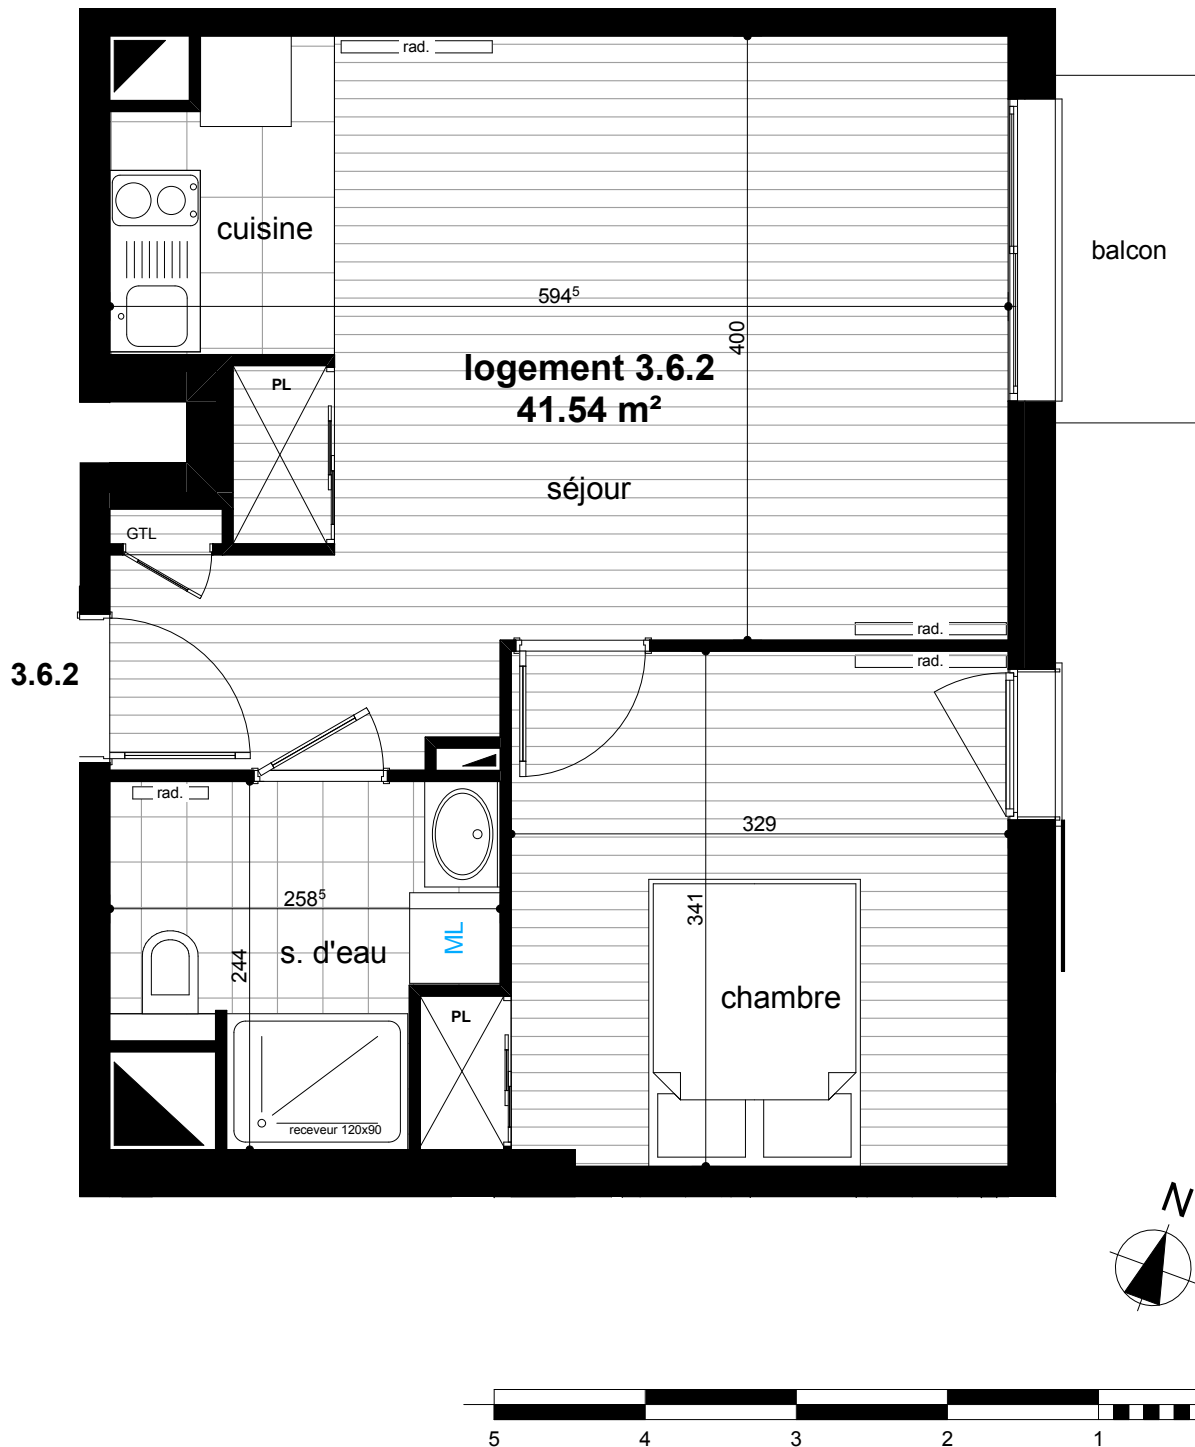 rad.
cuisine
balcon
594⁵
400
logement 3.6.2
41.54 m²
PL
séjour
GTL
rad.
rad.
3.6.2
rad.
329
258⁵
341
244
s. d'eau
ML
chambre
PL
receveur 120x90
N
5 4 3 2 1